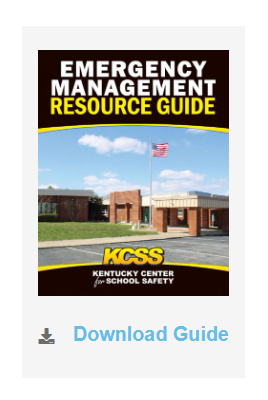 EMERGENCY
MANAGEMENT
RESOURCE GUIDE
KCSS
KENTUCKY CENTER
for SCHOOL SAFETY
Download Guide